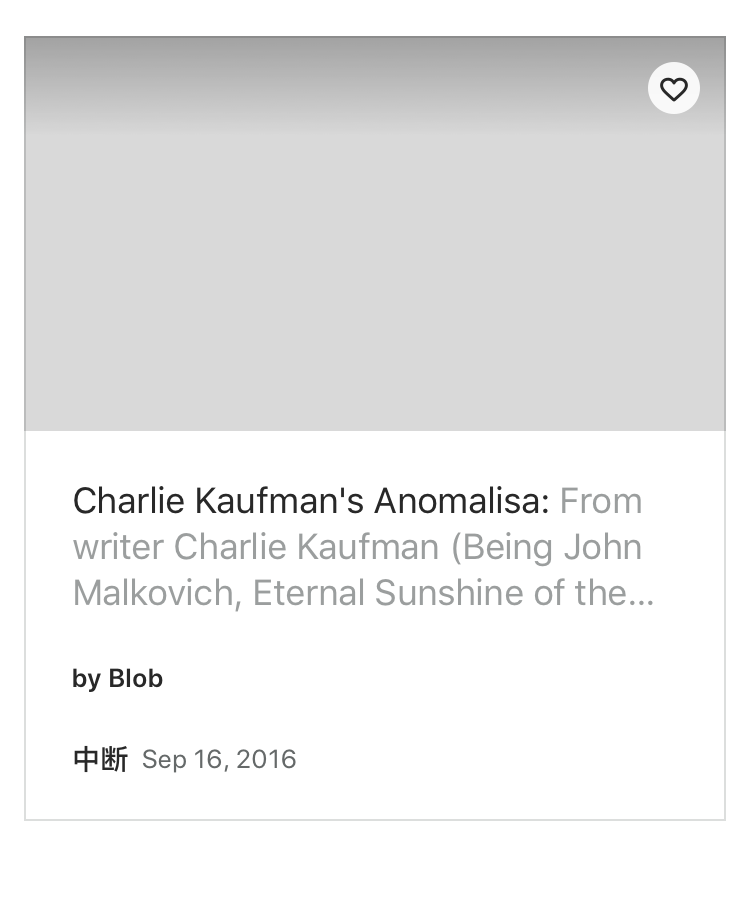 Charlie Kaufman's Anomalisa: From
writer Charlie Kaufman (Being John
Malkovich, Eternal Sunshine of the...
by Blob
中断 Sep 16, 2016